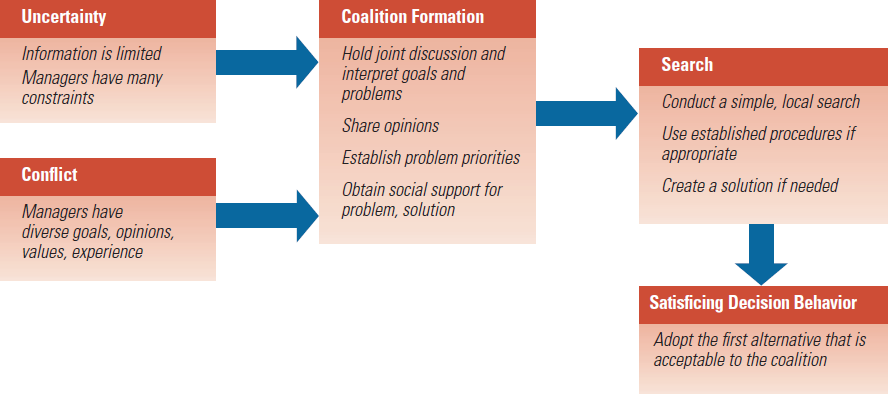 Uncertainty
Information is limited
Managers have many
constraints
Conflict
Managers have
diverse goals, opinions,
values, experience
Coalition Formation
Hold joint discussion and
interpret goals and
problems
Share opinions
Establish problem priorities
Obtain social support for
problem, solution
Search
Conduct a simple, local search
Use established procedures if
appropriate
Create a solution if needed
Satisficing Decision Behavior
Adopt the first alternative that is
acceptable to the coalition